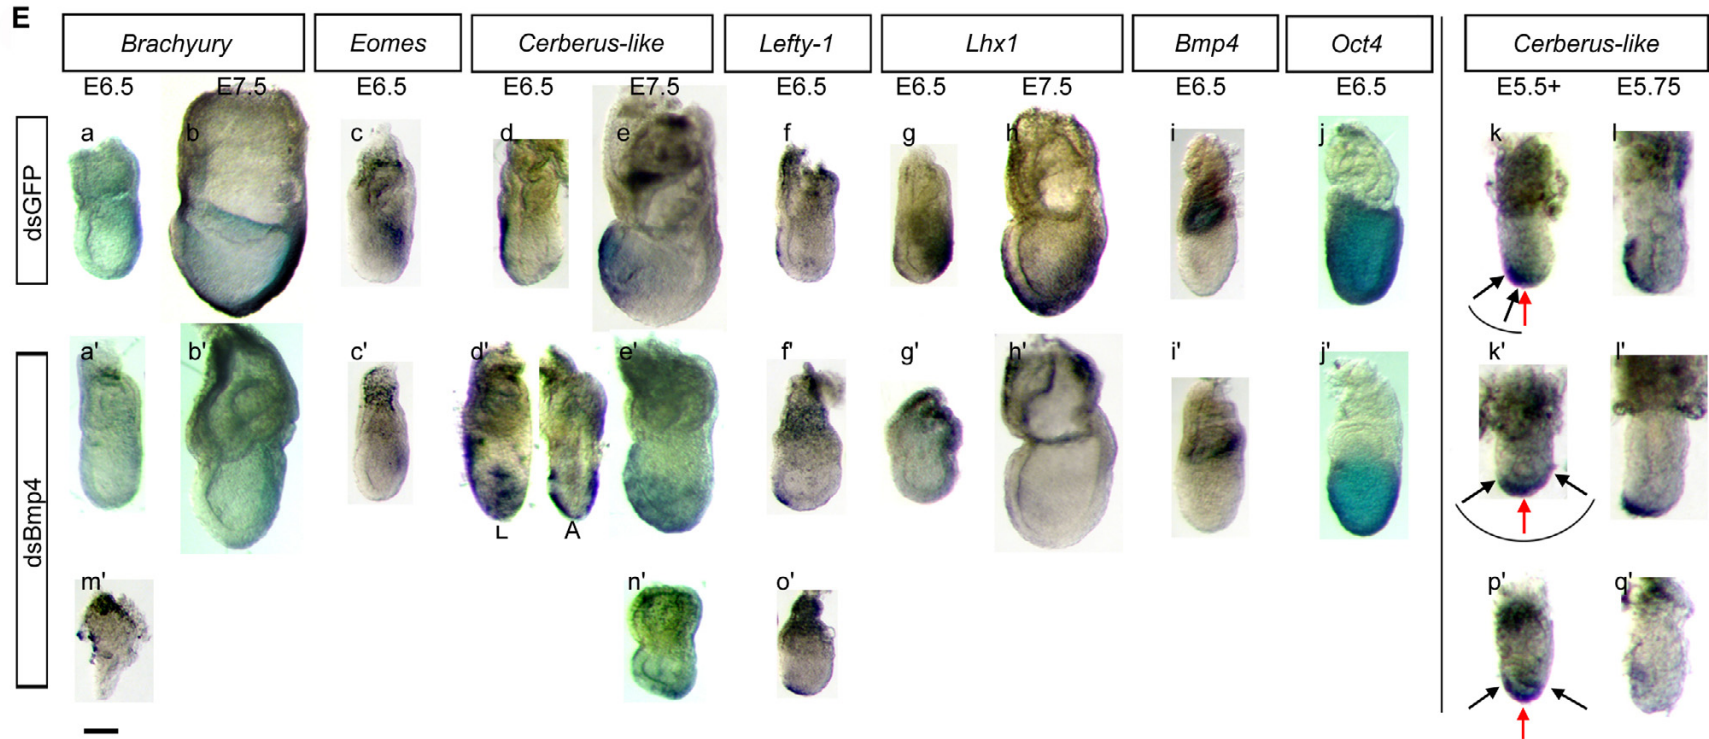 E
Brachyury Eomes Cerberus-like Lefty-1 Lhx1 Bmp4 Oct4 Cerberus-like
E6.5 E7.5 E6.5 E6.5 E7.5 E6.5 E6.5 E7.5 E6.5 E6.5 E5.5+ E5.75
dsGFP
a b c d e f g h i j k l
dsBmp4
a' b' c' d' e' f' g' h' i' j' k' l'
L A
m' n' o' p' q'